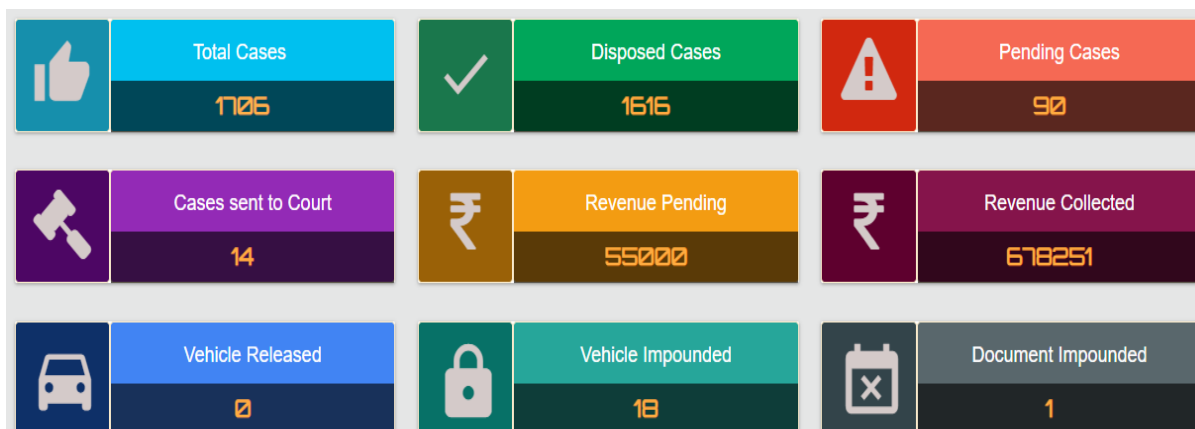 Total Cases
1706
Disposed Cases
1616
Pending Cases
90
Cases sent to Court
14
₹
Revenue Pending
55000
₹
Revenue Collected
678251
Vehicle Released
0
Vehicle Impounded
18
Document Impounded
1